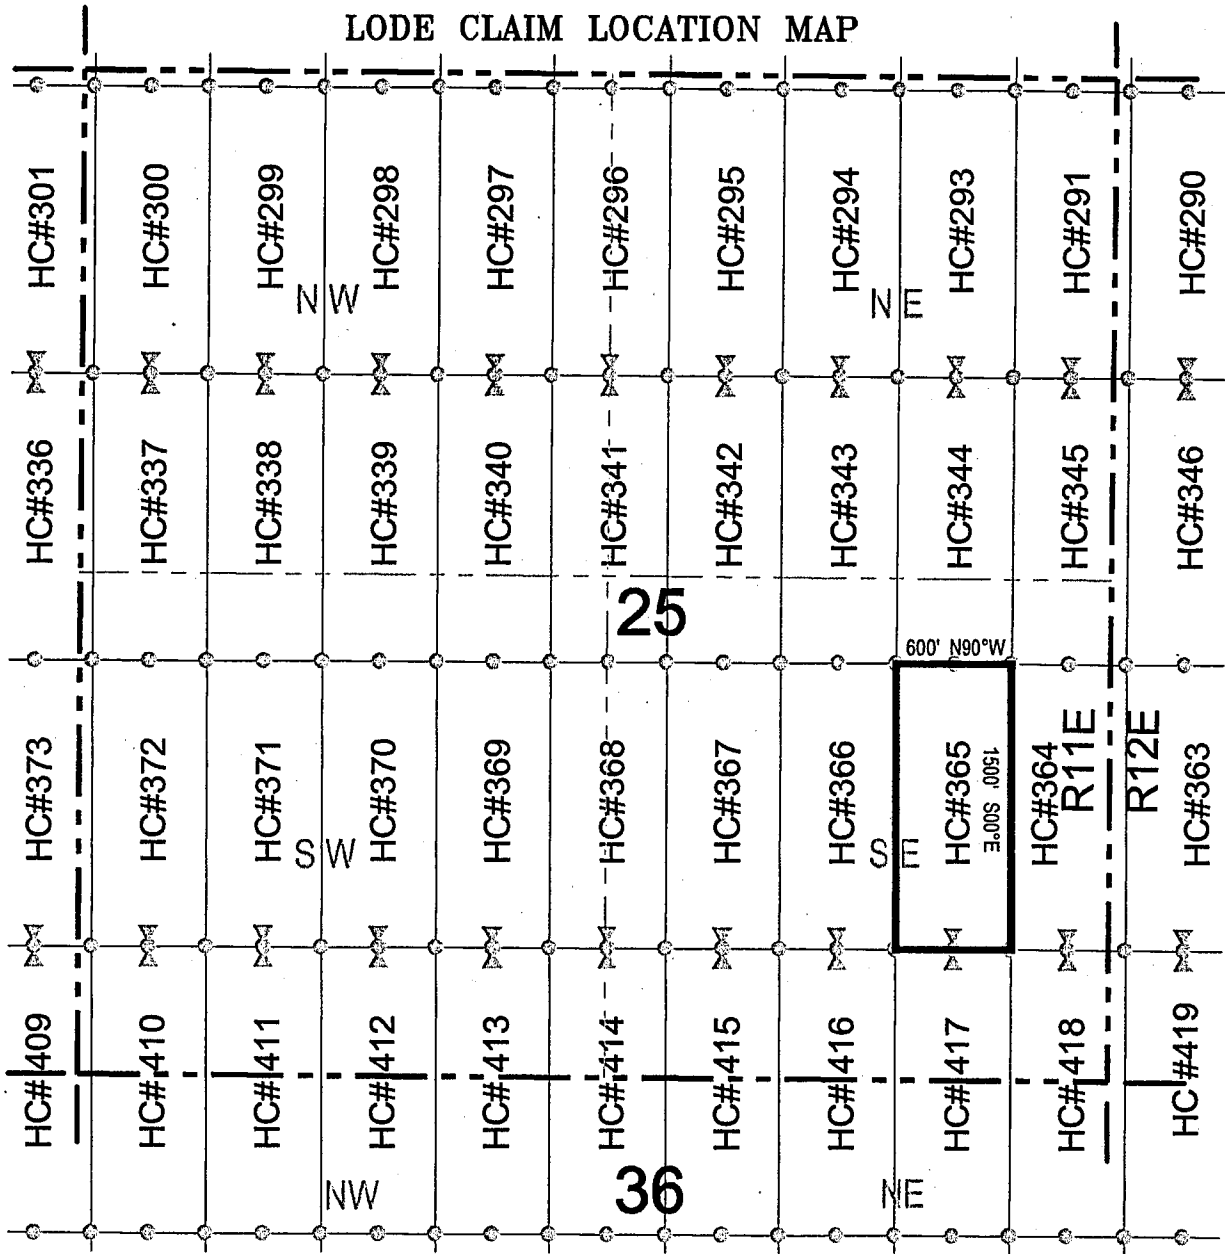 LODE CLAIM LOCATION MAP
HC#301
HC#300
HC#299
HC#298
HC#297
HC#296
HC#295
HC#294
HC#293
HC#291
HC#290
NW
NE
HC#336
HC#337
HC#338
HC#339
HC#340
HC#341
HC#342
HC#343
HC#344
HC#345
HC#346
25
600' N90°W
HC#373
HC#372
HC#371
HC#370
HC#369
HC#368
HC#367
HC#366
HC#365
1500' S00°E
HC#364
R11E
R12E
HC#363
SW
SE
HC#409
HC#410
HC#411
HC#412
HC#413
HC#414
HC#415
HC#416
HC#417
HC#418
HC#419
NW
36
NE